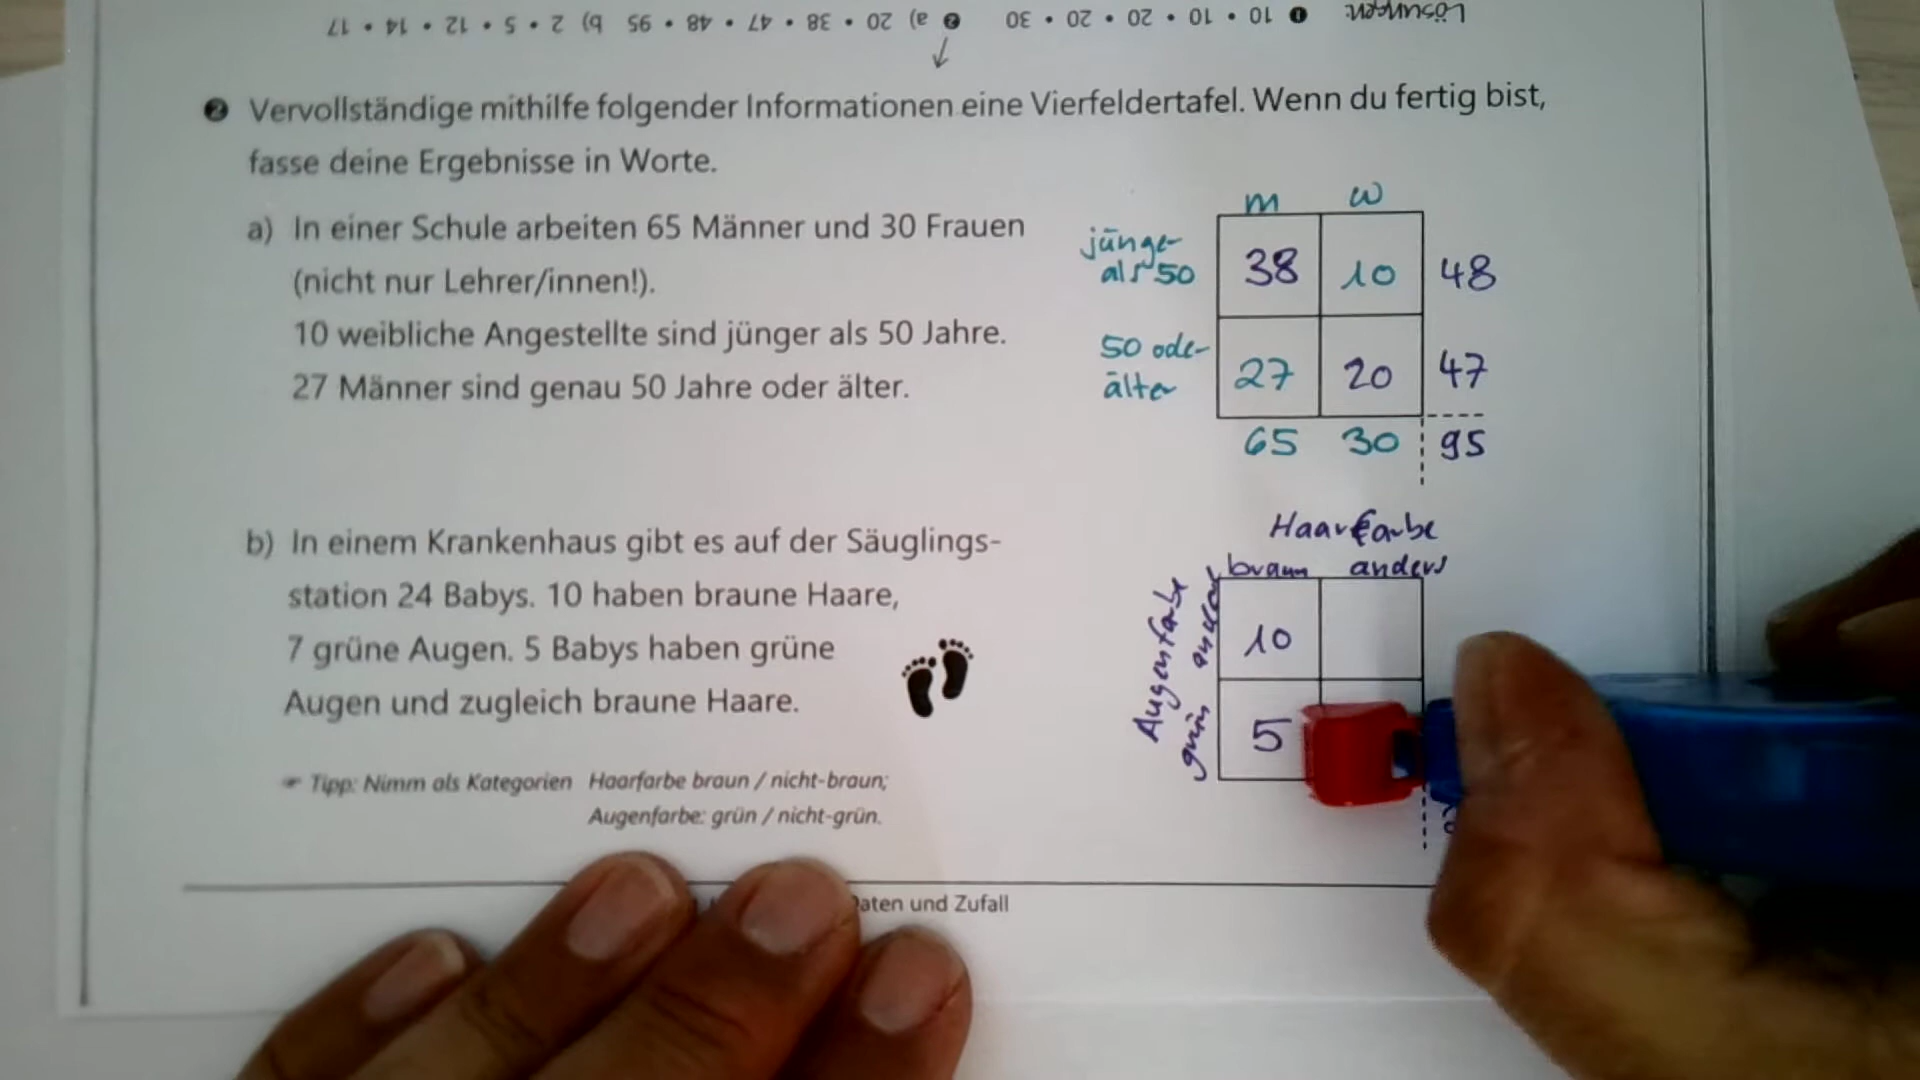 Lösungen: ❶ 10 • 10 • 20 • 20 • 30 ❷ a) 20 • 38 • 47 • 48 • 95 b) 2 • 5 • 12 • 14 • 17
❷ Vervollständige mithilfe folgender Informationen eine Vierfeldertafel. Wenn du fertig bist,
fasse deine Ergebnisse in Worte.
a) In einer Schule arbeiten 65 Männer und 30 Frauen
(nicht nur Lehrer/innen!).
10 weibliche Angestellte sind jünger als 50 Jahre.
27 Männer sind genau 50 Jahre oder älter.
m w
jünger
als 50 38 10 48
50 oder
älter 27 20 47
65 30 95
b) In einem Krankenhaus gibt es auf der Säuglings-
station 24 Babys. 10 haben braune Haare,
7 grüne Augen. 5 Babys haben grüne
Augen und zugleich braune Haare.
☞ Tipp: Nimm als Kategorien Haarfarbe braun / nicht-braun;
Augenfarbe: grün / nicht-grün.
Haarfarbe
braun anders
Augenfarbe
grün anders
10
5
Daten und Zufall